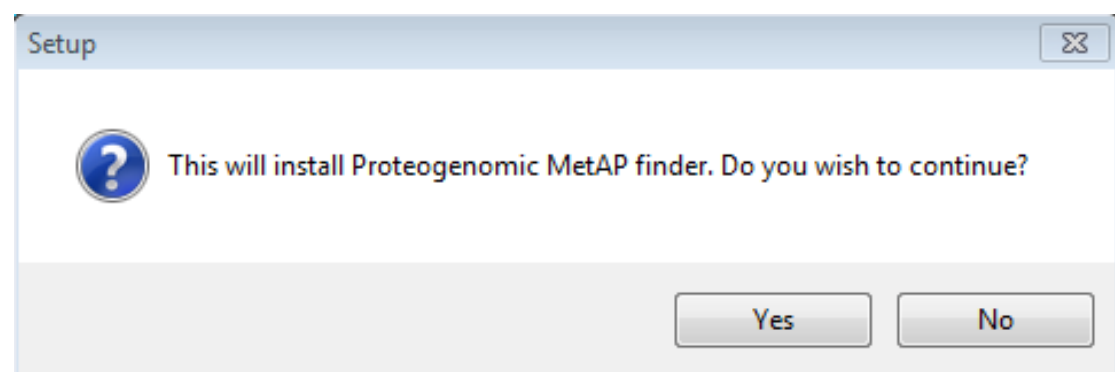 Setup
This will install Proteogenomic MetAP finder. Do you wish to continue?
Yes
No